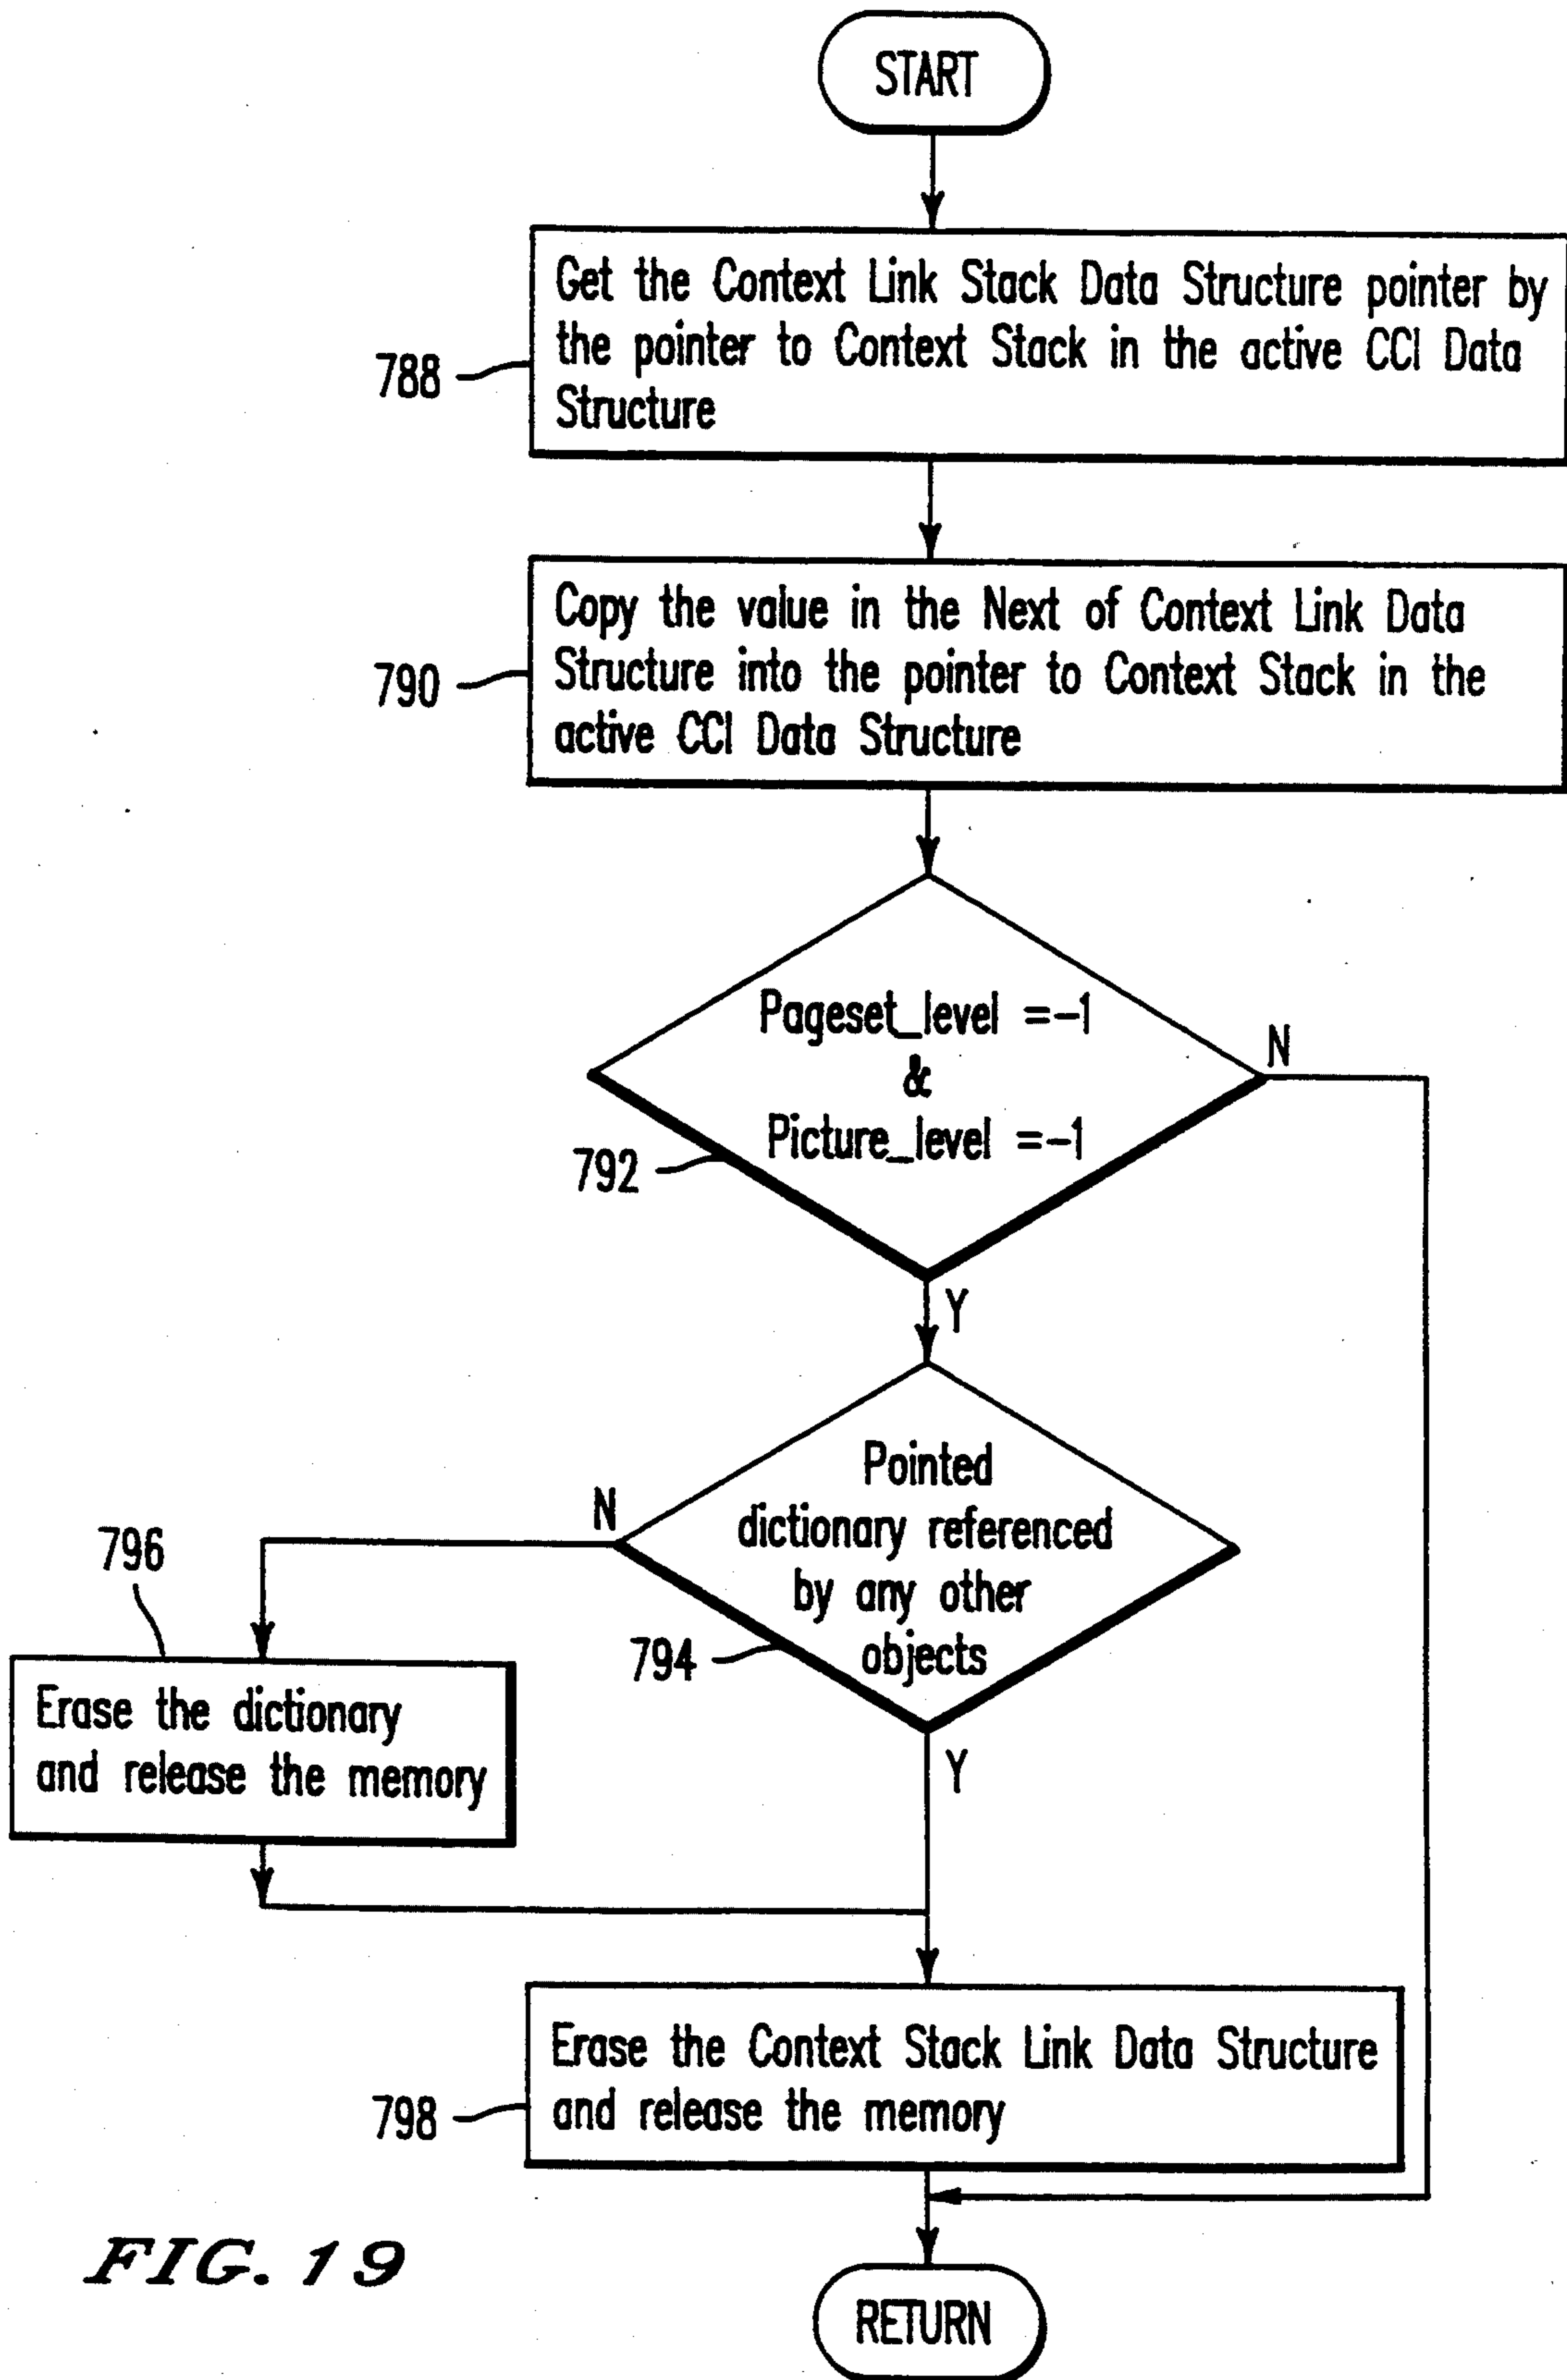 START
Get the Context Link Stack Data Structure pointer by
the pointer to Context Stack in the active CCI Data
Structure
788
Copy the value in the Next of Context Link Data
Structure into the pointer to Context Stack in the
active CCI Data Structure
790
Pageset_level =-1
&
Picture_level =-1
N
792
Y
Pointed
dictionary referenced
by any other
objects
N
794
Y
796
Erase the dictionary
and release the memory
Erase the Context Stack Link Data Structure
and release the memory
798
FIG. 19
RETURN